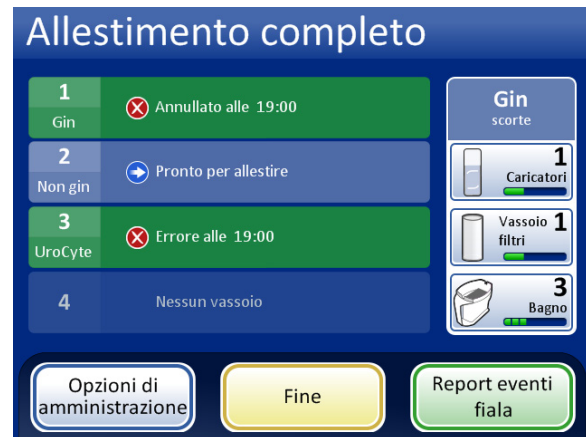 Allestimento completo
1
Gin
Annullato alle 19:00
2
Non gin
Pronto per allestire
3
UroCyte
Errore alle 19:00
4
Nessun vassoio
Gin
scorte
1
Caricatori
Vassoio 1
filtri
3
Bagno
Opzioni di
amministrazione
Fine
Report eventi
fiala